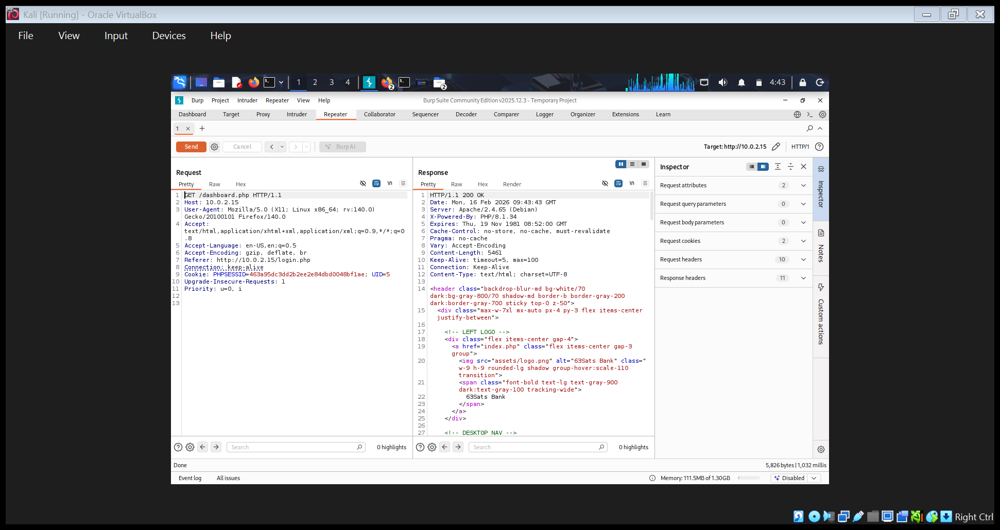 Kali [Running] - Oracle VirtualBox
File View Input Devices Help
1 2 3 4 2 2 4:43
Burp Project Intruder Repeater View Help Burp Suite Community Edition v2025.12.3 - Temporary Project
Dashboard Target Proxy Intruder Repeater Collaborator Sequencer Decoder Comparer Logger Organizer Extensions Learn
1 × +
Send Cancel < > Burp AI Target: http://10.0.2.15 HTTP/1
Request
Pretty Raw Hex \n
1 GET /dashboard.php HTTP/1.1
2 Host: 10.0.2.15
3 User-Agent: Mozilla/5.0 (X11; Linux x86_64; rv:140.0)
Gecko/20100101 Firefox/140.0
4 Accept:
text/html,application/xhtml+xml,application/xml;q=0.9,*/*;q=0
.8
5 Accept-Language: en-US,en;q=0.5
6 Accept-Encoding: gzip, deflate, br
7 Referer: http://10.0.2.15/login.php
8 Connection: keep-alive
9 Cookie: PHPSESSID=463a95dc3dd2b2ee2e84dbd0048bf1ae; UID=5
10 Upgrade-Insecure-Requests: 1
11 Priority: u=0, i
12
13
Search 0 highlights
Response
Pretty Raw Hex Render \n
1 HTTP/1.1 200 OK
2 Date: Mon, 16 Feb 2026 09:43:43 GMT
3 Server: Apache/2.4.65 (Debian)
4 X-Powered-By: PHP/8.1.34
5 Expires: Thu, 19 Nov 1981 08:52:00 GMT
6 Cache-Control: no-store, no-cache, must-revalidate
7 Pragma: no-cache
8 Vary: Accept-Encoding
9 Content-Length: 5461
10 Keep-Alive: timeout=5, max=100
11 Connection: Keep-Alive
12 Content-Type: text/html; charset=UTF-8
13
14 <header class="backdrop-blur-md bg-white/70
dark:bg-gray-800/70 shadow-md border-b border-gray-200
dark:border-gray-700 sticky top-0 z-50">
15 <div class="max-w-7xl mx-auto px-4 py-3 flex items-center
justify-between">
16
17 <!-- LEFT LOGO -->
18 <div class="flex items-center gap-4">
19 <a href="index.php" class="flex items-center gap-3
group">
20 <img src="assets/logo.png" alt="63Sats Bank" class="
w-9 h-9 rounded-lg shadow group-hover:scale-110
transition">
21 <span class="font-bold text-lg text-gray-900
dark:text-gray-100 tracking-wide">
22 63Sats Bank
23 </span>
24 </a>
25 </div>
26
27 <!-- DESKTOP NAV -->
Search 0 highlights
Inspector
Request attributes 2
Request query parameters 0
Request body parameters 0
Request cookies 2
Request headers 10
Response headers 11
Inspector
Notes
Custom actions
Done 5,826 bytes | 1,032 millis
Event log All issues Memory: 111.5MB of 1.30GB Disabled
Right Ctrl